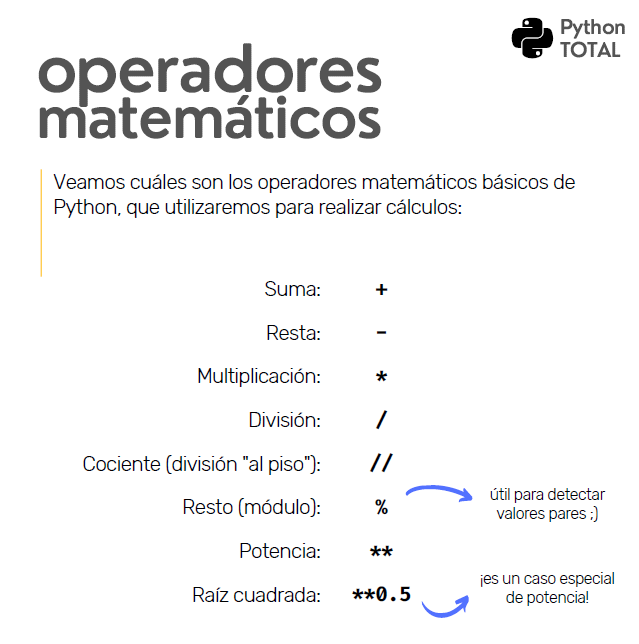 Python
TOTAL
operadores
matemáticos
Veamos cuáles son los operadores matemáticos básicos de
Python, que utilizaremos para realizar cálculos:
Suma: +
Resta: -
Multiplicación: *
División: /
Cociente (división "al piso"): //
Resto (módulo): %
útil para detectar
valores pares ;)
Potencia: **
Raíz cuadrada: **0.5
¡es un caso especial
de potencia!